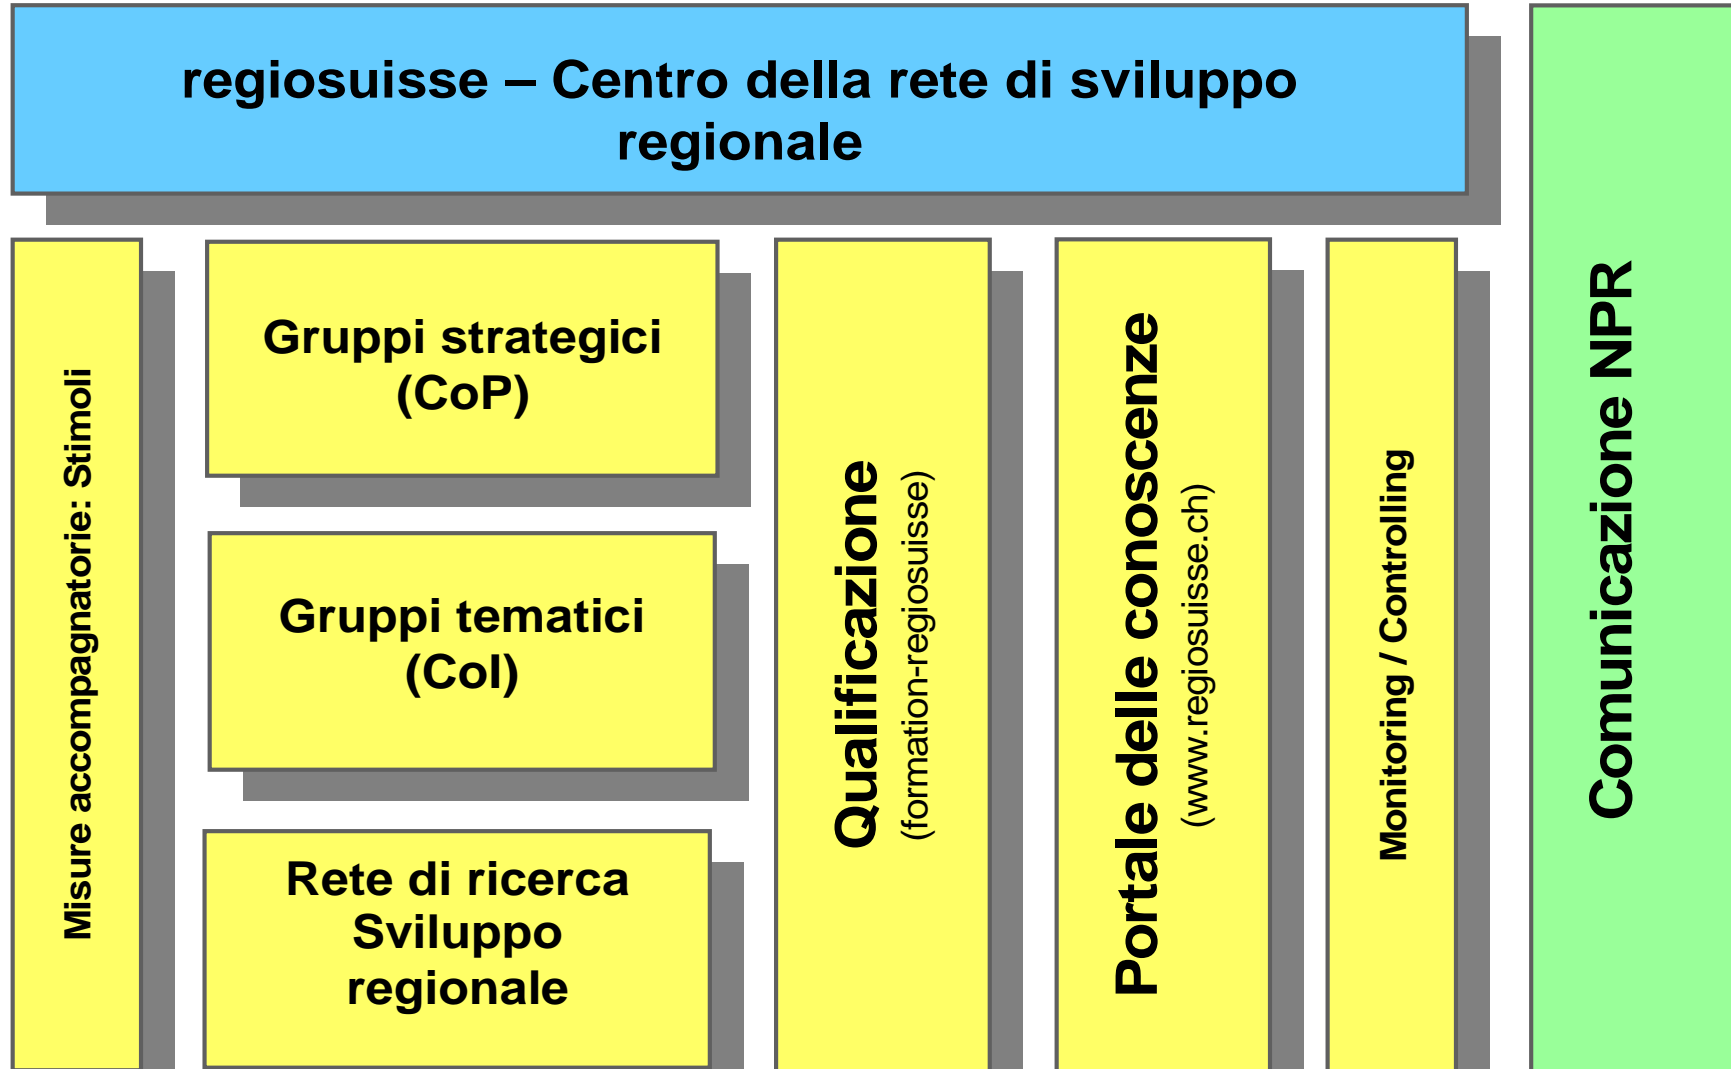 regiosuisse – Centro della rete di sviluppo
regionale
Misure accompagnatorie: Stimoli
Gruppi strategici
(CoP)
Gruppi tematici
(CoI)
Rete di ricerca
Sviluppo
regionale
Qualificazione
(formation-regiosuisse)
Portale delle conoscenze
(www.regiosuisse.ch)
Monitoring / Controlling
Comunicazione NPR